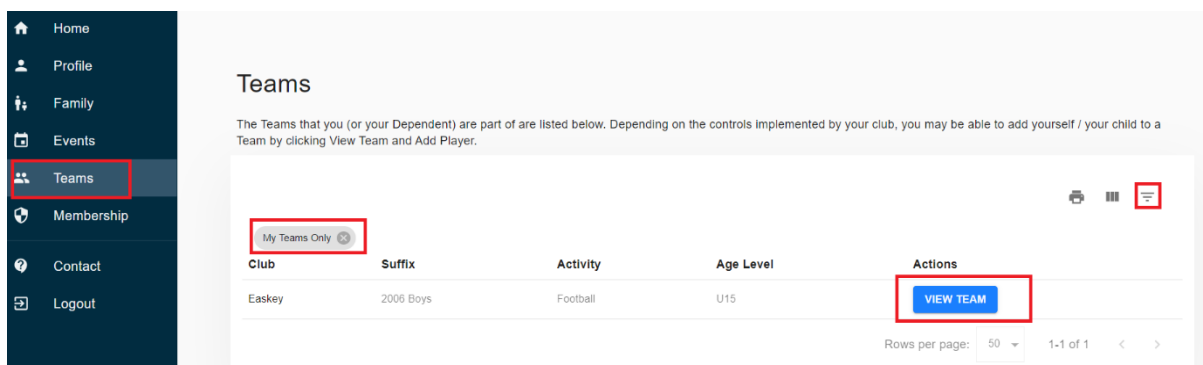 Home
Profile
Family
Events
Teams
Membership
Contact
Logout
Teams
The Teams that you (or your Dependent) are part of are listed below. Depending on the controls implemented by your club, you may be able to add yourself / your child to a
Team by clicking View Team and Add Player.
My Teams Only
Club Suffix Activity Age Level Actions
Easkey 2006 Boys Football U15 VIEW TEAM
Rows per page: 50 1-1 of 1